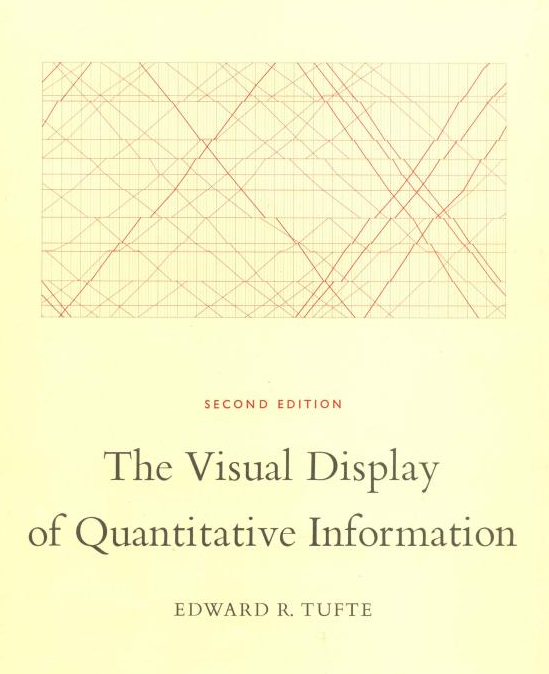 SECOND EDITION
The Visual Display
of Quantitative Information
EDWARD R. TUFTE